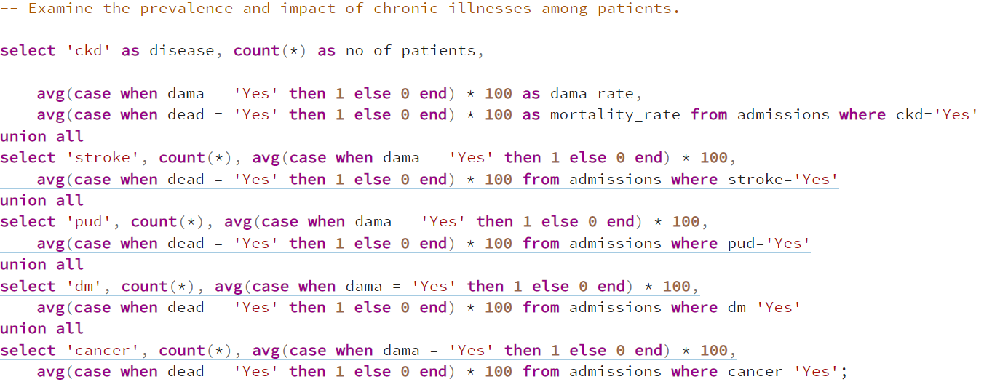 -- Examine the prevalence and impact of chronic illnesses among patients.
select 'ckd' as disease, count(*) as no_of_patients,
avg(case when dama = 'Yes' then 1 else 0 end) * 100 as dama_rate,
avg(case when dead = 'Yes' then 1 else 0 end) * 100 as mortality_rate from admissions where ckd='Yes'
union all
select 'stroke', count(*), avg(case when dama = 'Yes' then 1 else 0 end) * 100,
avg(case when dead = 'Yes' then 1 else 0 end) * 100 from admissions where stroke='Yes'
union all
select 'pud', count(*), avg(case when dama = 'Yes' then 1 else 0 end) * 100,
avg(case when dead = 'Yes' then 1 else 0 end) * 100 from admissions where pud='Yes'
union all
select 'dm', count(*), avg(case when dama = 'Yes' then 1 else 0 end) * 100,
avg(case when dead = 'Yes' then 1 else 0 end) * 100 from admissions where dm='Yes'
union all
select 'cancer', count(*), avg(case when dama = 'Yes' then 1 else 0 end) * 100,
avg(case when dead = 'Yes' then 1 else 0 end) * 100 from admissions where cancer='Yes';